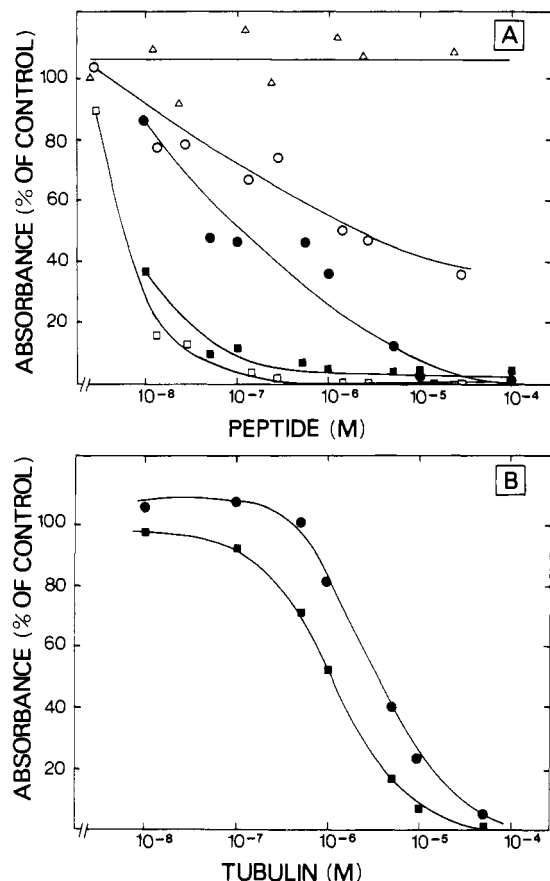 A
ABSORBANCE (% OF CONTROL)
100
80
60
40
20
10⁻⁸ 10⁻⁷ 10⁻⁶ 10⁻⁵ 10⁻⁴
PEPTIDE (M)
B
ABSORBANCE (% OF CONTROL)
100
80
60
40
20
10⁻⁸ 10⁻⁷ 10⁻⁶ 10⁻⁵ 10⁻⁴
TUBULIN (M)